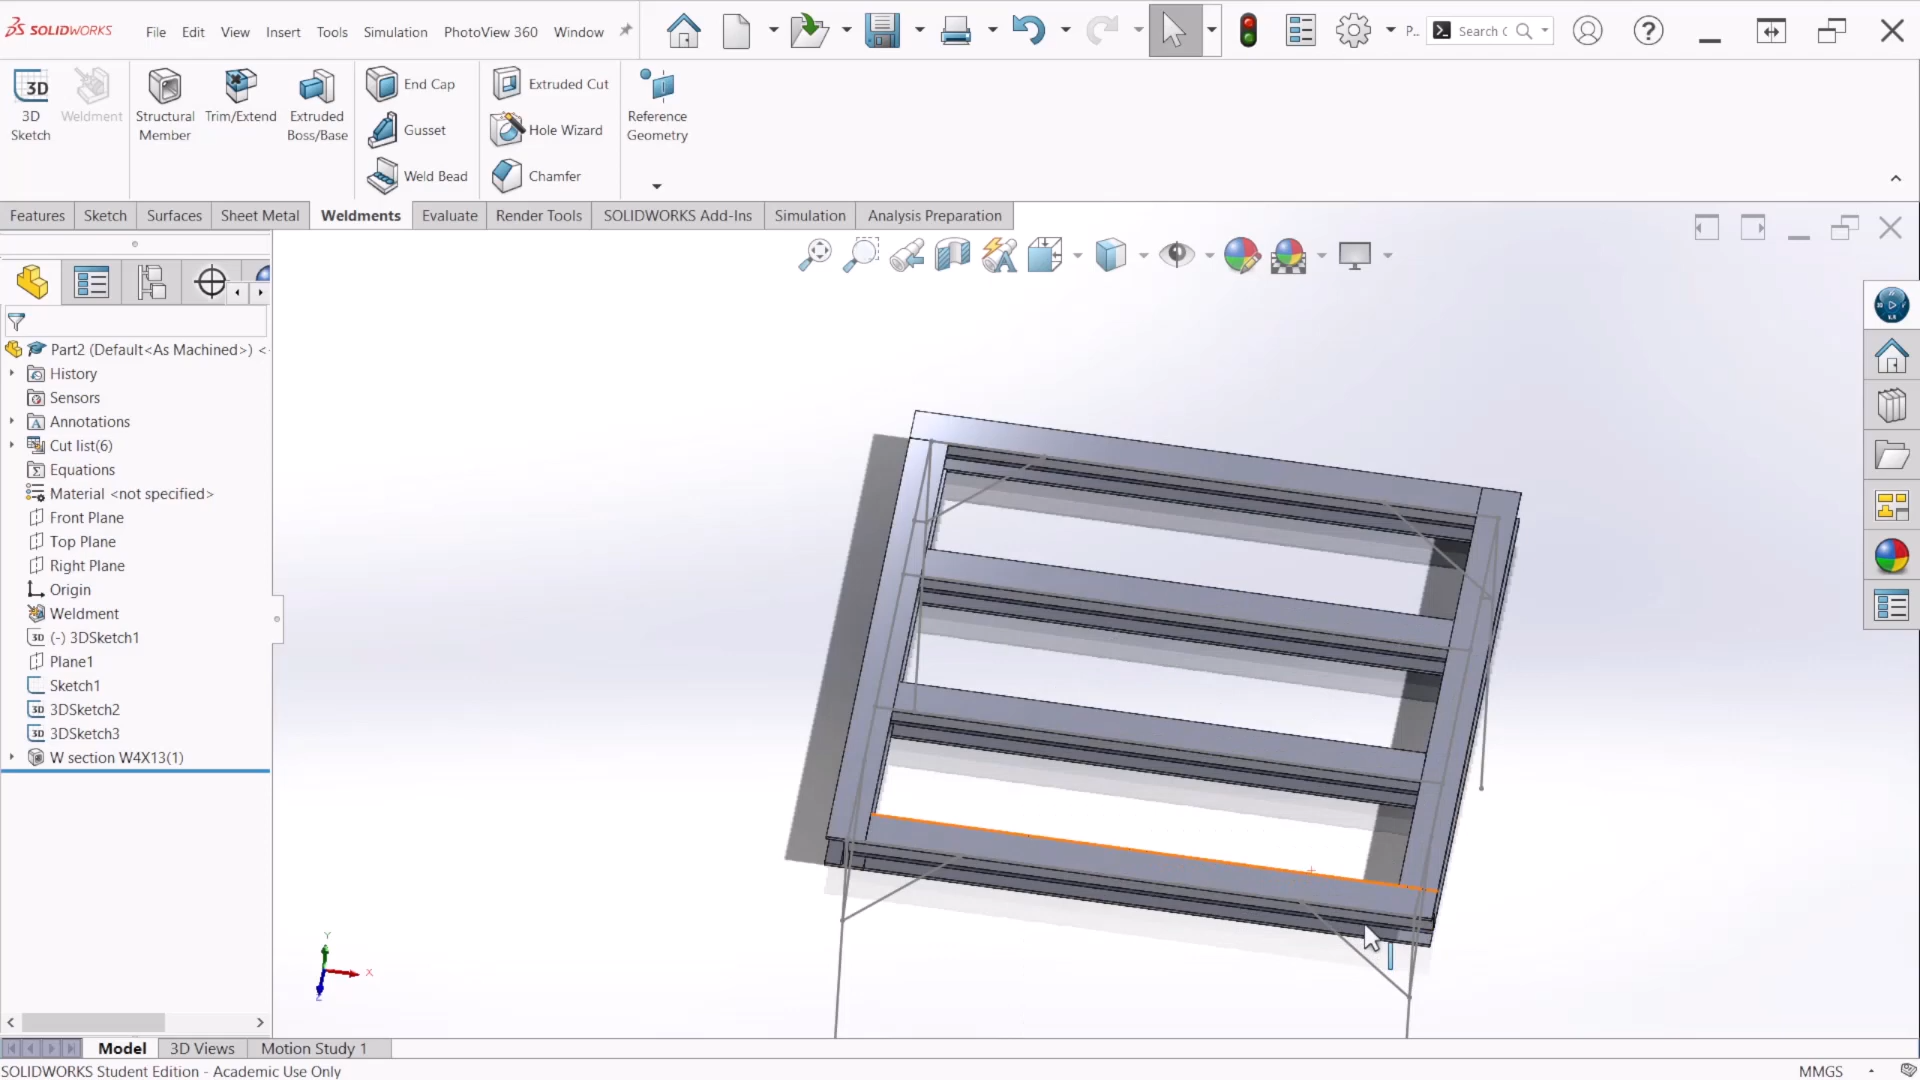 SOLIDWORKS File Edit View Insert Tools Simulation PhotoView 360 Window P... Search C ?
3D Sketch
Weldment
Structural Member
Trim/Extend
Extruded Boss/Base
End Cap
Gusset
Weld Bead
Extruded Cut
Hole Wizard
Chamfer
Reference Geometry
Features Sketch Surfaces Sheet Metal Weldments Evaluate Render Tools SOLIDWORKS Add-Ins Simulation Analysis Preparation
Part2 (Default<As Machined>) <
History
Sensors
Annotations
Cut list(6)
Equations
Material <not specified>
Front Plane
Top Plane
Right Plane
Origin
Weldment
3D (-) 3DSketch1
Plane1
Sketch1
3D 3DSketch2
3D 3DSketch3
W section W4X13(1)
Y
X
Z
Model 3D Views Motion Study 1
SOLIDWORKS Student Edition - Academic Use Only
MMGS